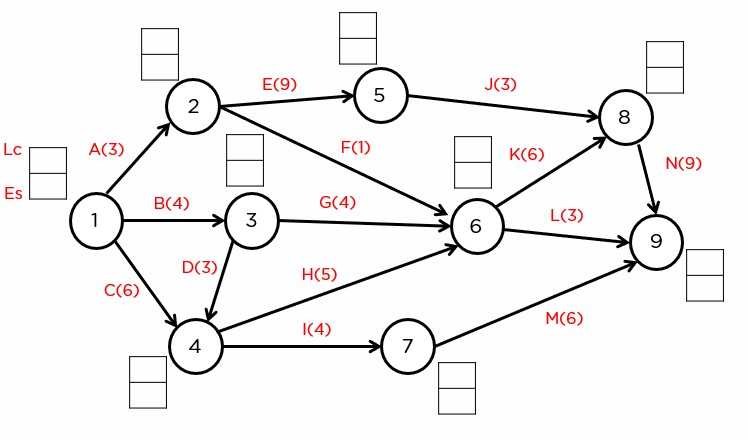 E(9)
J(3)
5
2
8
Lc
A(3)
F(1)
K(6)
N(9)
Es
B(4)
G(4)
L(3)
1
3
6
9
D(3)
H(5)
C(6)
I(4)
M(6)
4
7